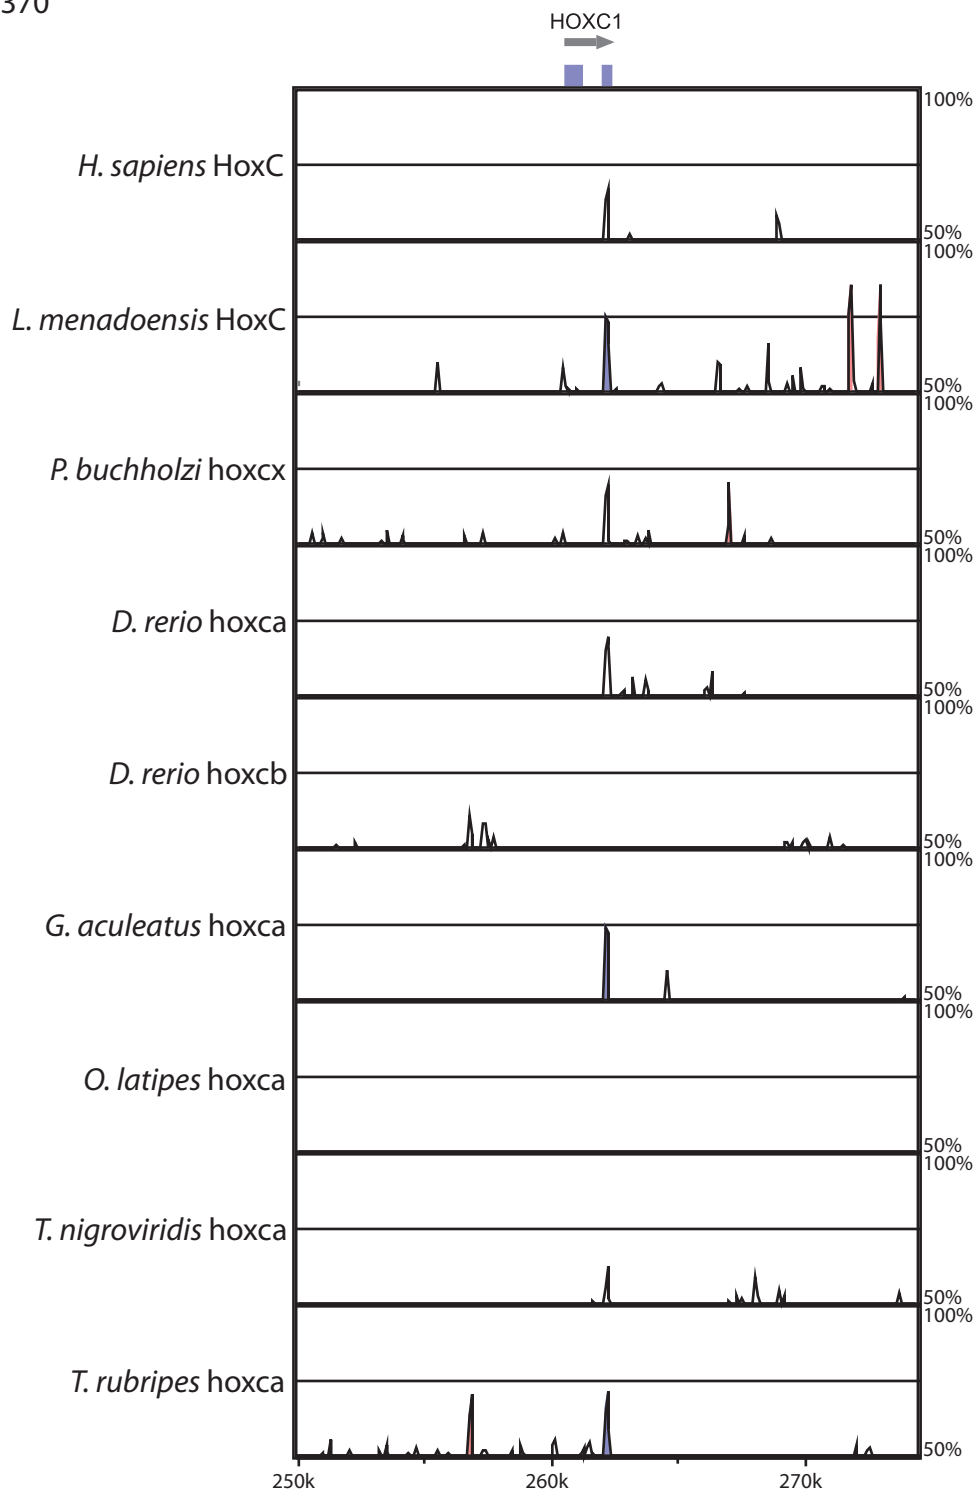 370
HOXC1
100%
H. sapiens HoxC
50%
100%
L. menadoensis HoxC
50%
100%
P. buchholzi hoxcx
50%
100%
D. rerio hoxca
50%
100%
D. rerio hoxcb
50%
100%
G. aculeatus hoxca
50%
100%
O. latipes hoxca
50%
100%
T. nigroviridis hoxca
50%
100%
T. rubripes hoxca
50%
250k 260k 270k